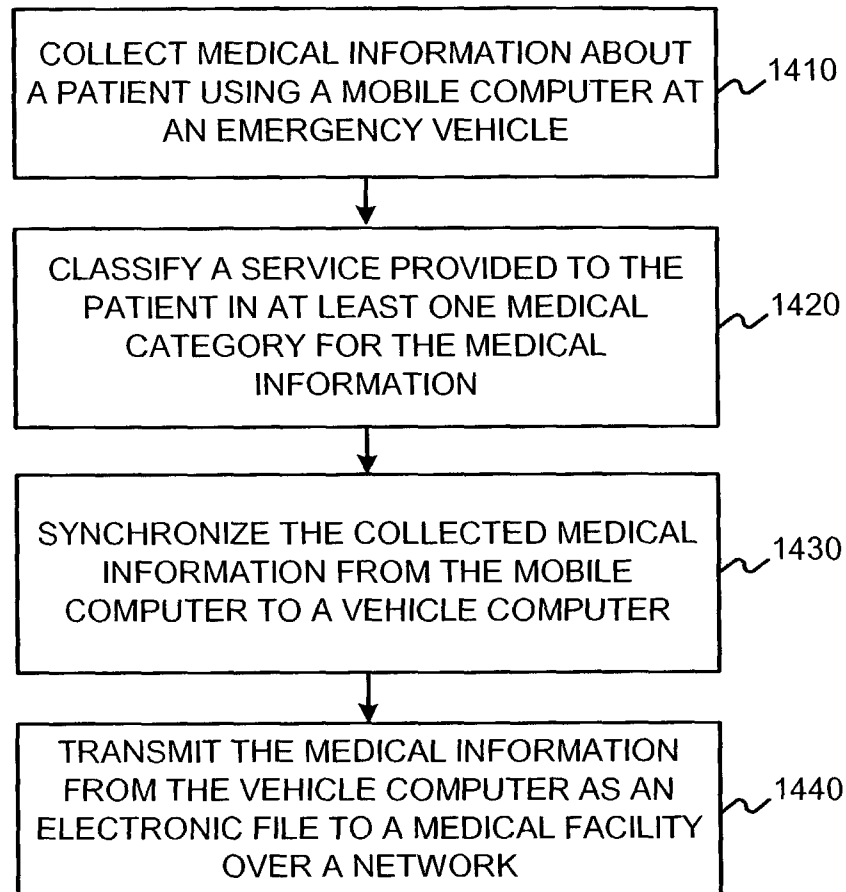 COLLECT MEDICAL INFORMATION ABOUT
A PATIENT USING A MOBILE COMPUTER AT
AN EMERGENCY VEHICLE
1410
CLASSIFY A SERVICE PROVIDED TO THE
PATIENT IN AT LEAST ONE MEDICAL
CATEGORY FOR THE MEDICAL
INFORMATION
1420
SYNCHRONIZE THE COLLECTED MEDICAL
INFORMATION FROM THE MOBILE
COMPUTER TO A VEHICLE COMPUTER
1430
TRANSMIT THE MEDICAL INFORMATION
FROM THE VEHICLE COMPUTER AS AN
ELECTRONIC FILE TO A MEDICAL FACILITY
OVER A NETWORK
1440